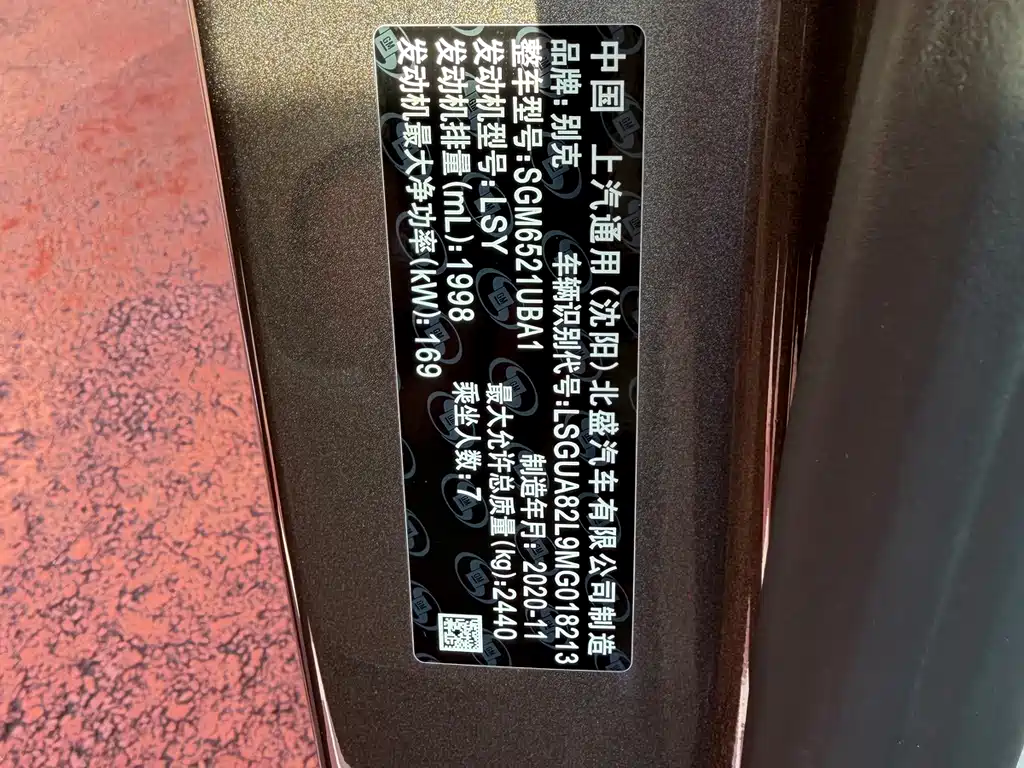 中国 上汽通用(沈阳)北盛汽车有限公司制造
品牌:别克 车辆识别代号:LSGUA82L9MG018213
整车型号:SGM6521UBA1 制造年月:2020-11
发动机型号:LSY 最大允许总质量(kg):2440
发动机排量(mL):1998 乘坐人数:7
发动机最大净功率(kW):169
GM